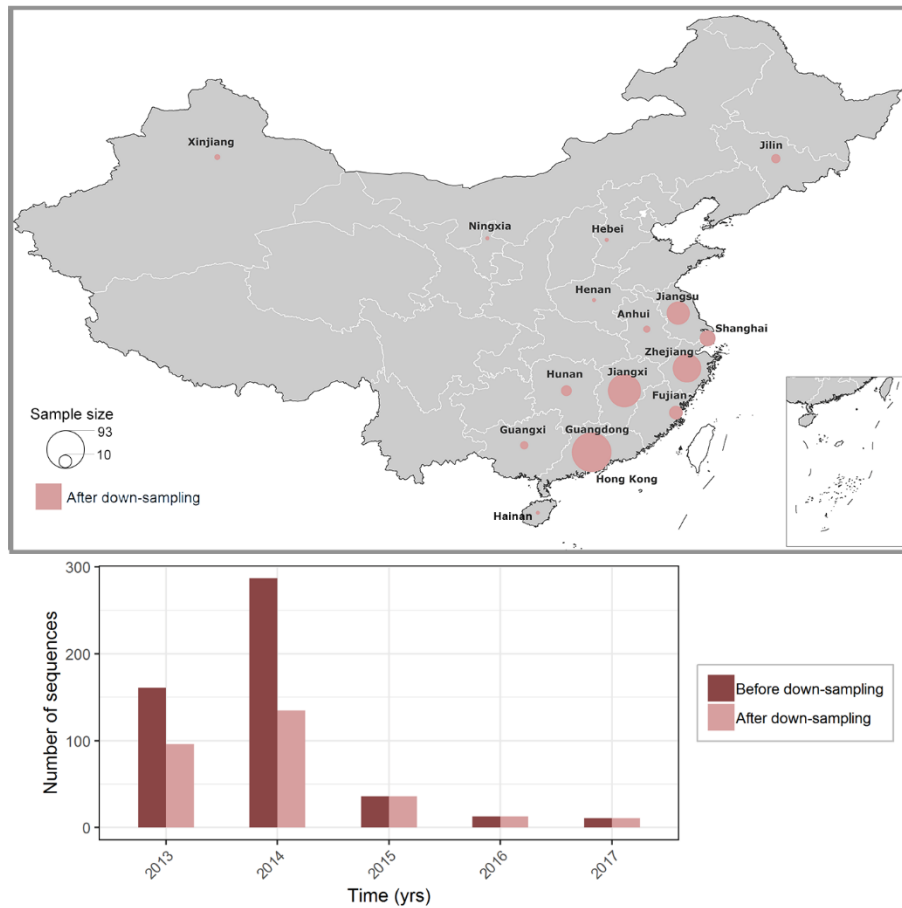 Xinjiang
Jilin
Ningxia
Hebei
Henan
Jiangsu
Anhui
Shanghai
Zhejiang
Hunan
Jiangxi
Fujian
Guangxi
Guangdong
Hong Kong
Hainan
Sample size
93
10
After down-sampling
300
200
100
0
Number of sequences
2013
2014
2015
2016
2017
Time (yrs)
Before down-sampling
After down-sampling